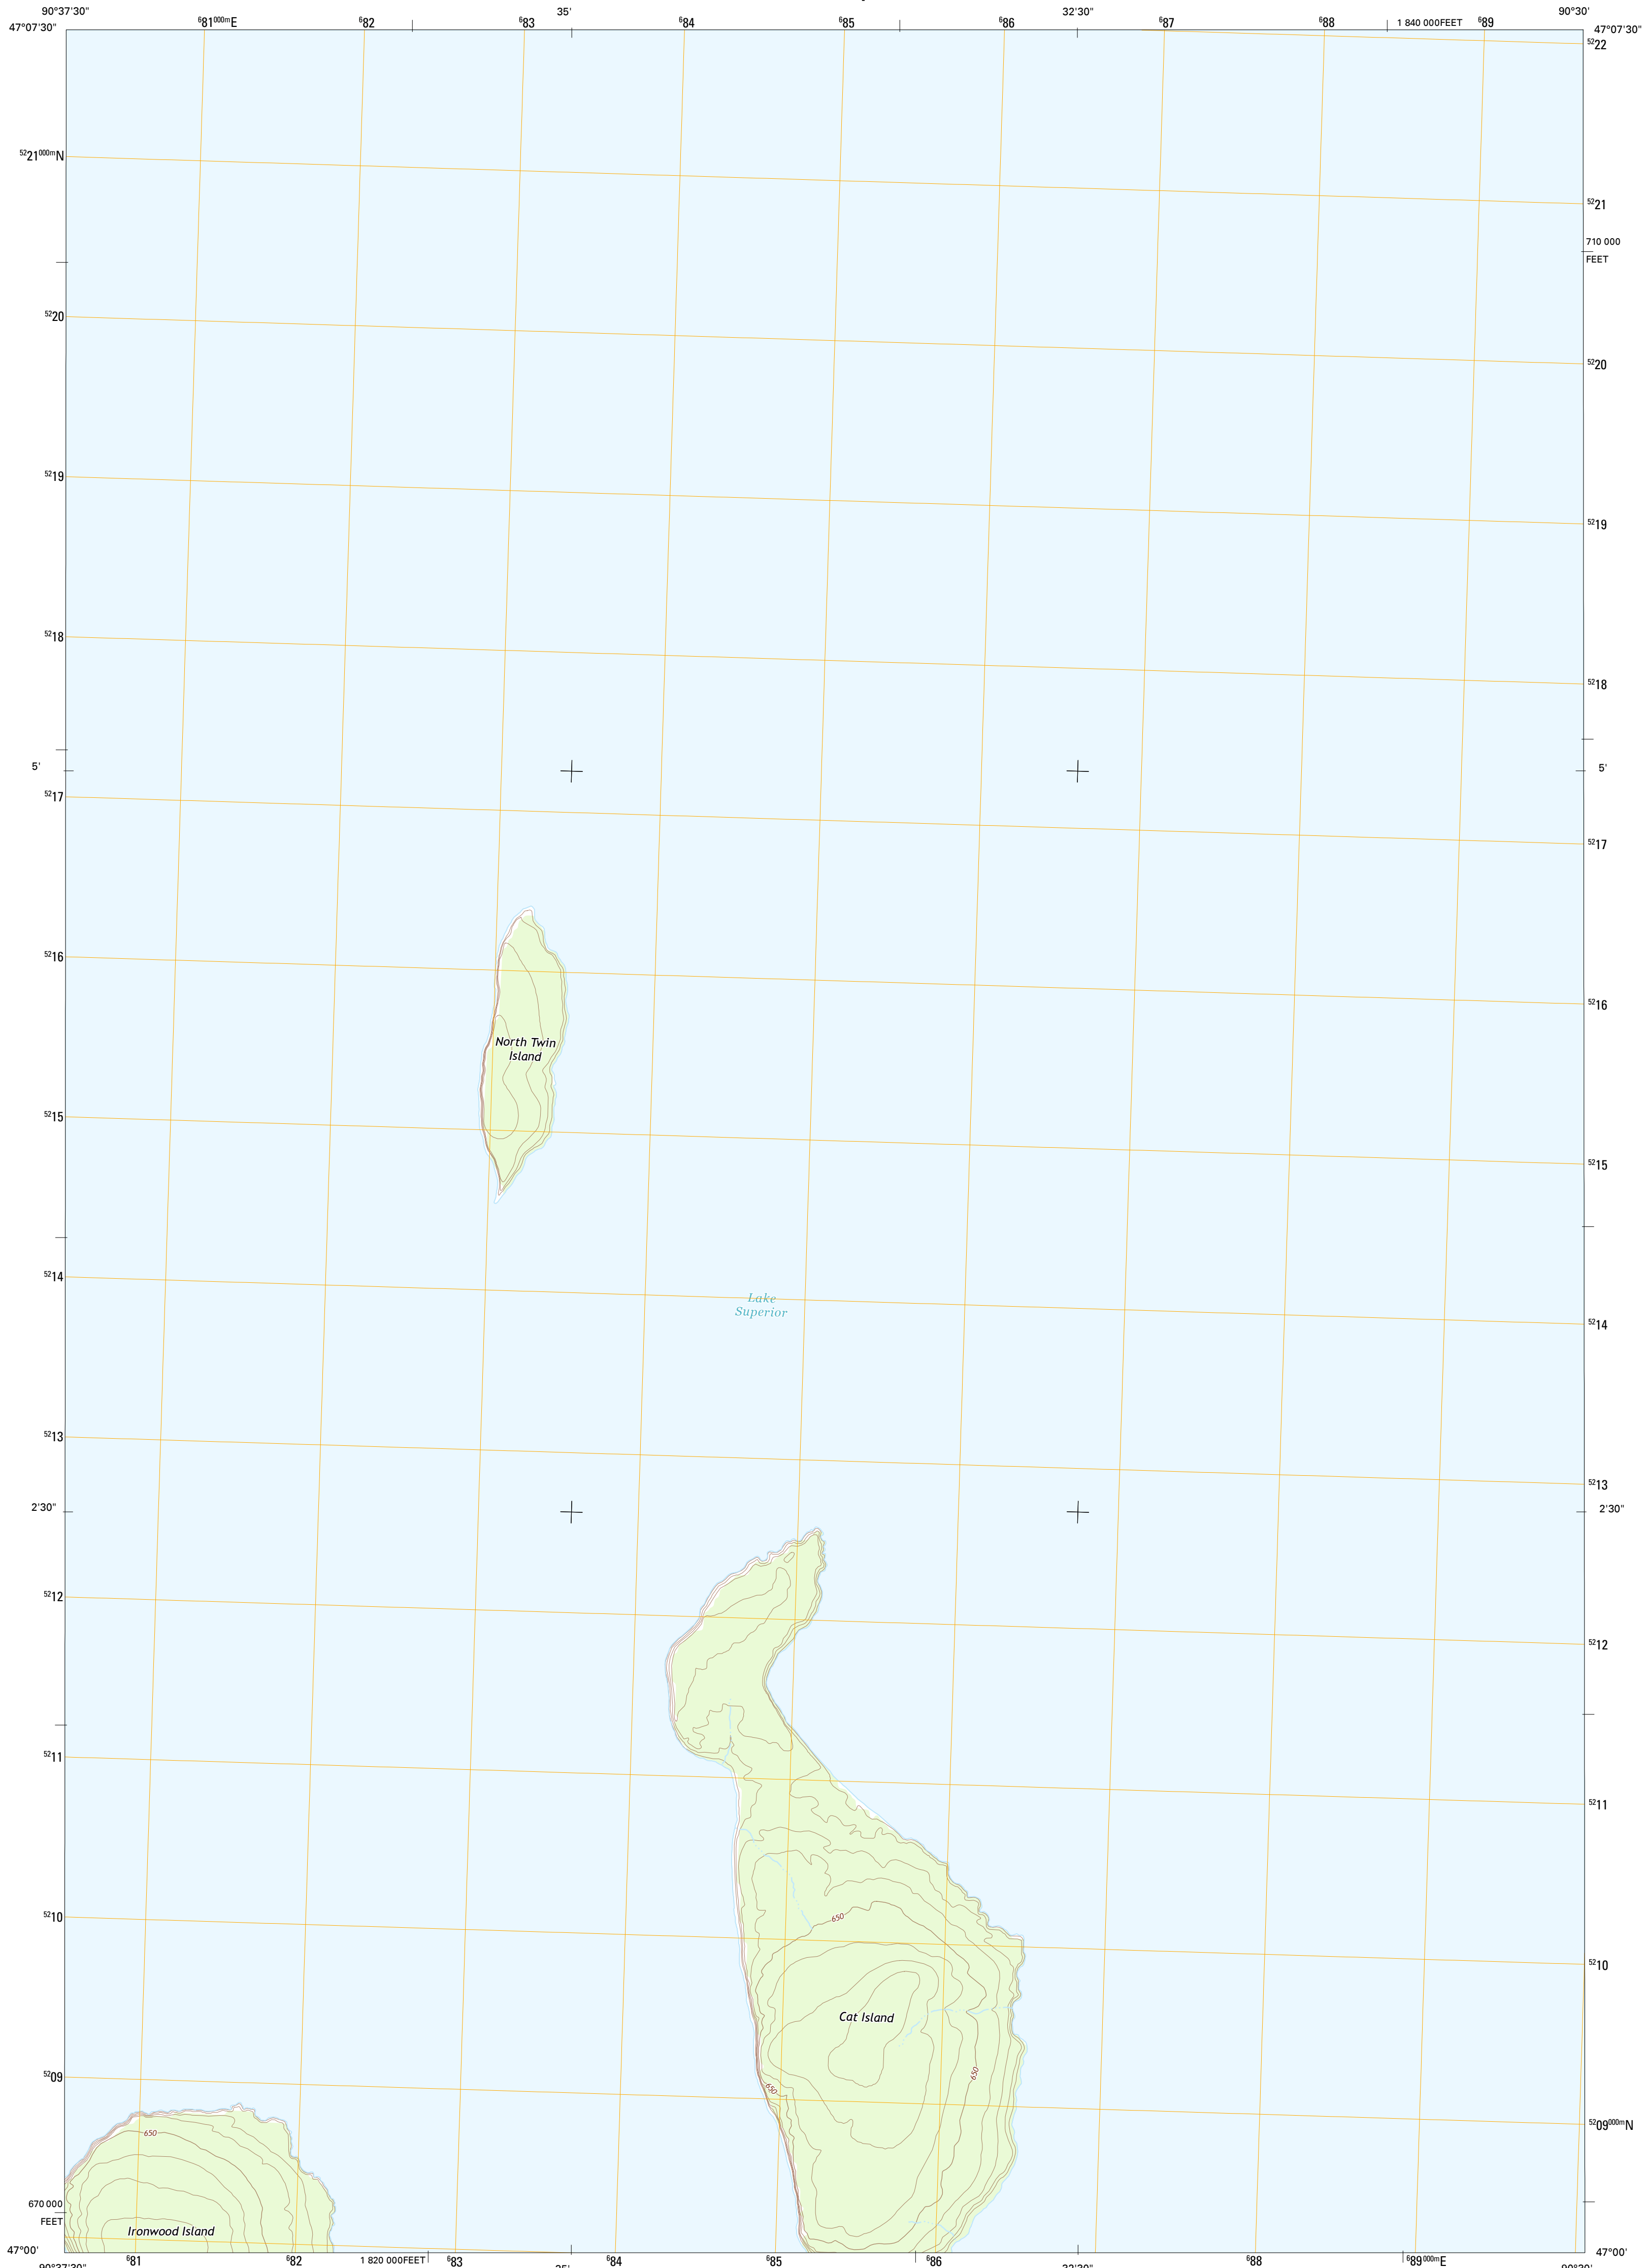 90°37'30" 35' 32'30" 90°30'
⁶81⁰⁰⁰ᵐE ⁶82 ⁶83 ⁶84 ⁶85 ⁶86 ⁶87 ⁶88 1 840 000FEET ⁶89
47°07'30" 47°07'30"
⁵²22
⁵²21⁰⁰⁰ᵐN
⁵²21
710 000
FEET
⁵²20
⁵²20
⁵²19
⁵²19
⁵²18
⁵²18
5' 5'
⁵²17
⁵²17
⁵²16
⁵²16
North Twin
Island
⁵²15
⁵²15
⁵²14
Lake
Superior
⁵²14
⁵²13
⁵²13
2'30" 2'30"
⁵²12
⁵²12
⁵²11
⁵²11
⁵²10
650
⁵²10
Cat Island
⁵²09
650
650
⁵²09⁰⁰⁰ᵐN
650
670 000
FEET
Ironwood Island
47°00' 47°00'
⁶81 ⁶82 1 820 000FEET ⁶83 ⁶84 ⁶85 ⁶86 ⁶88 ⁶89⁰⁰⁰ᵐE